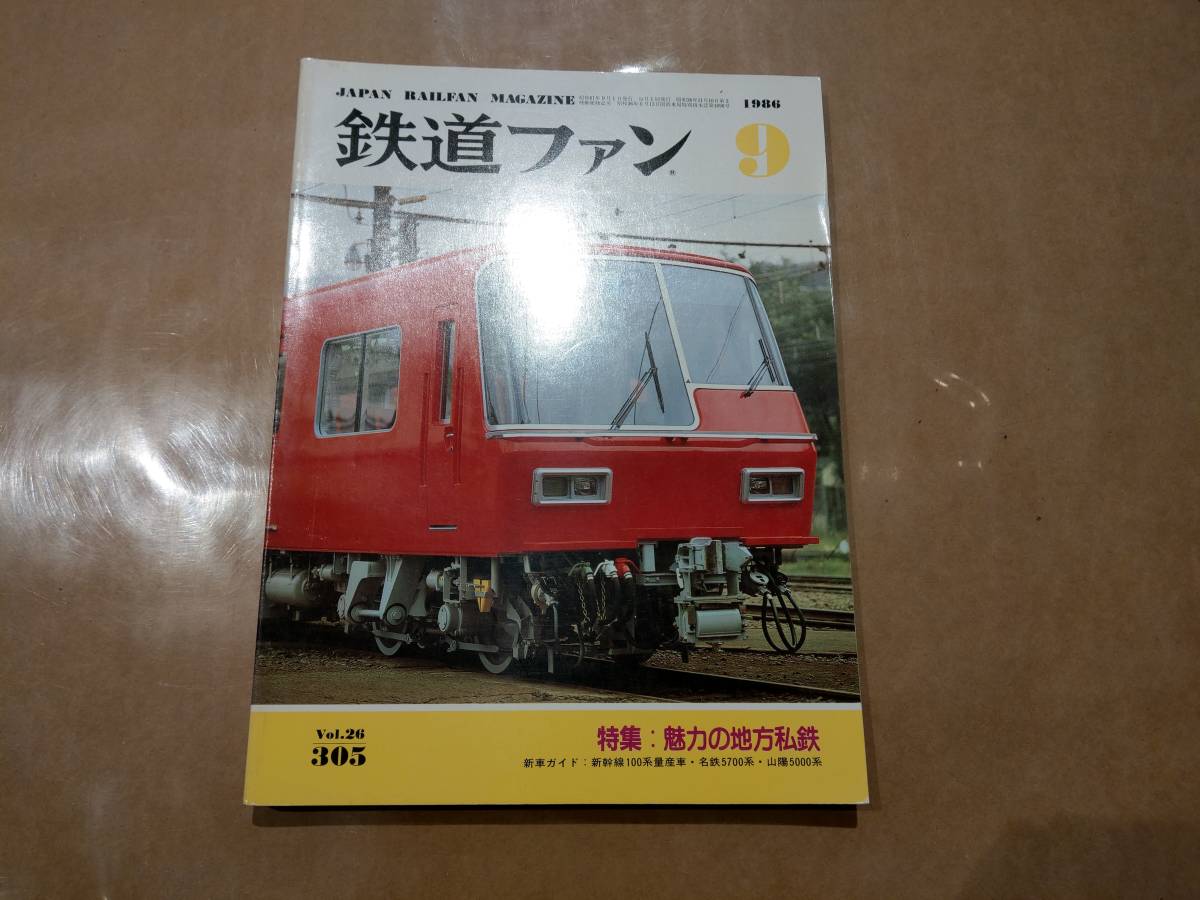 JAPAN RAILFAN MAGAZINE
1986
鉄道ファン
9
Vol.26
305
特集:魅力の地方私鉄
新車ガイド:新幹線100系量産車・名鉄5700系・山陽5000系